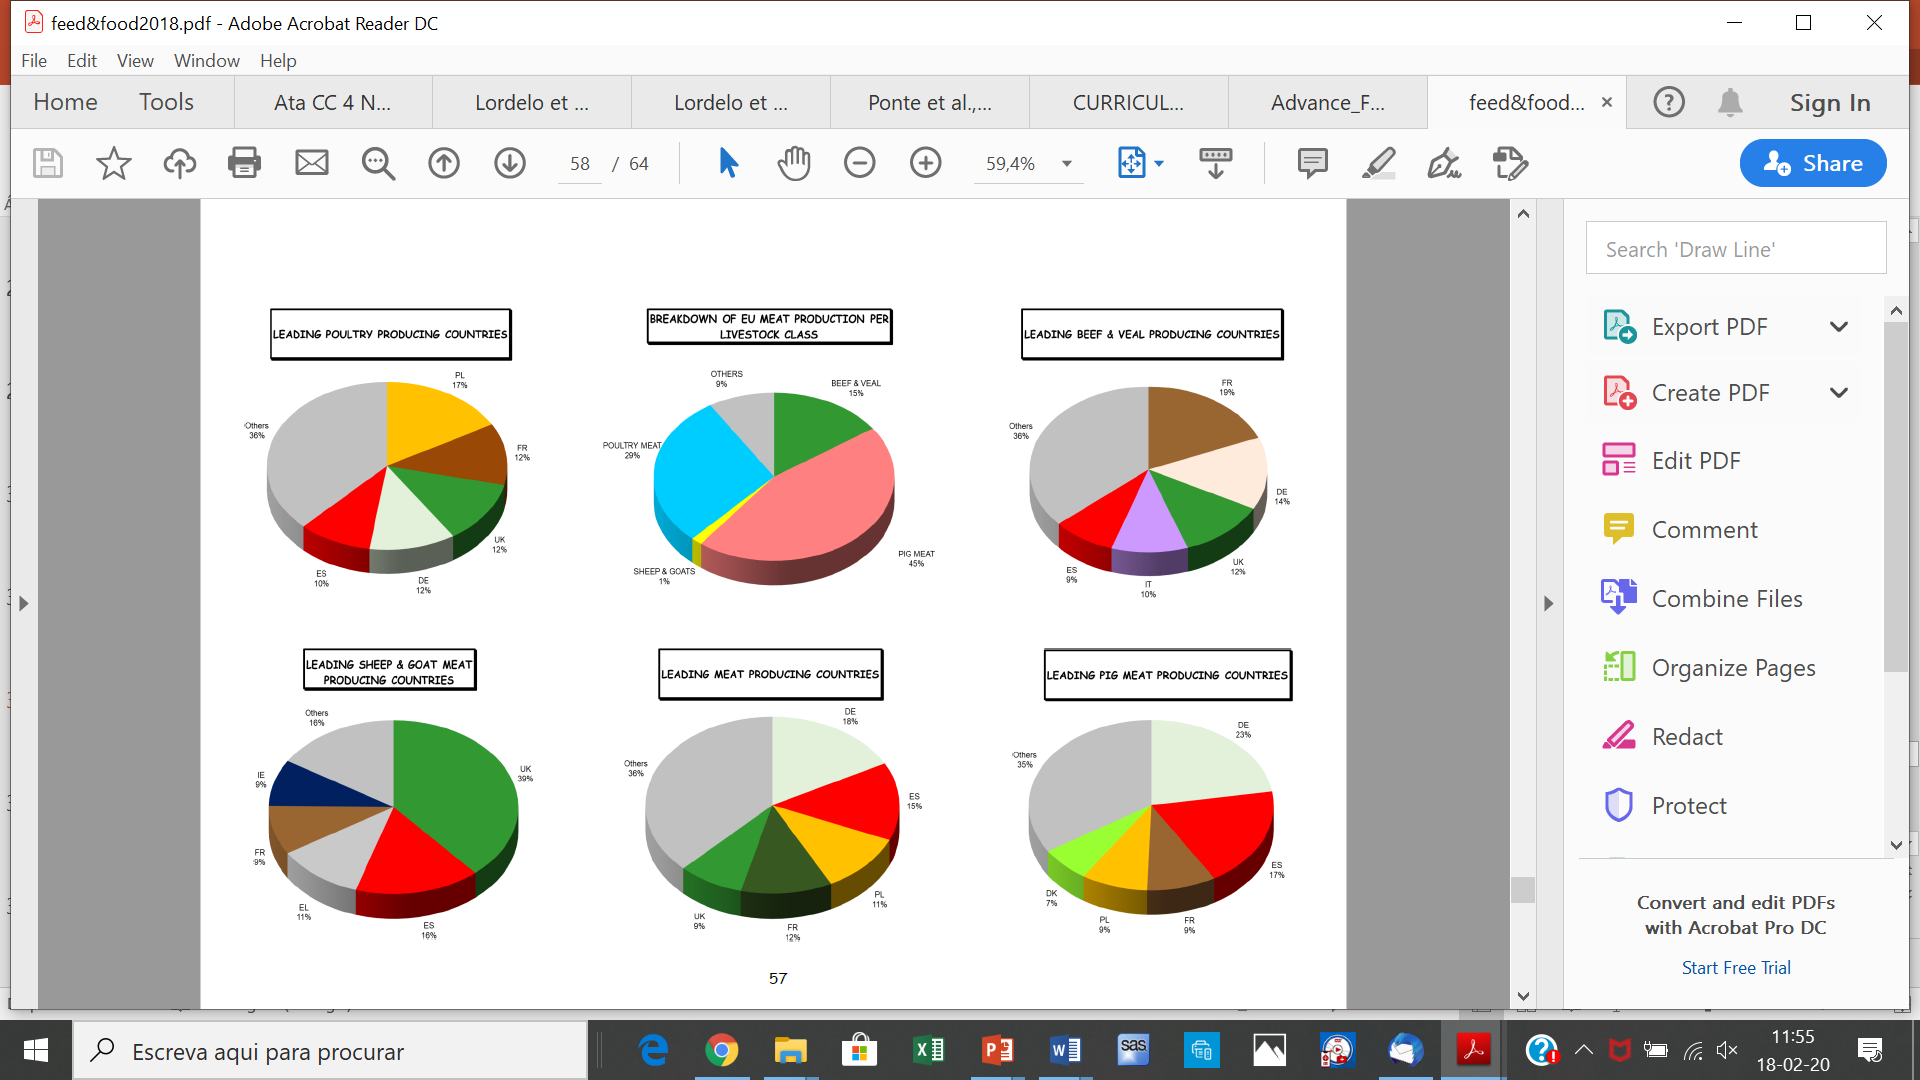 feed&food2018.pdf - Adobe Acrobat Reader DC
File Edit View Window Help
Home Tools Ata CC 4 N... Lordelo et ... Lordelo et ... Ponte et al.,... CURRICUL... Advance_F... feed&food... × Sign In
58 / 64 59,4% Share
Search 'Draw Line'
Export PDF
Create PDF
Edit PDF
Comment
Combine Files
Organize Pages
Redact
Protect
Convert and edit PDFs
with Acrobat Pro DC
Start Free Trial
LEADING POULTRY PRODUCING COUNTRIES
PL
17%
FR
12%
UK
12%
DE
12%
ES
10%
Others
36%
BREAKDOWN OF EU MEAT PRODUCTION PER
LIVESTOCK CLASS
OTHERS
9%
BEEF & VEAL
15%
POULTRY MEAT
29%
PIG MEAT
45%
SHEEP & GOATS
1%
LEADING BEEF & VEAL PRODUCING COUNTRIES
FR
19%
DE
14%
UK
12%
IT
10%
ES
9%
Others
36%
LEADING SHEEP & GOAT MEAT
PRODUCING COUNTRIES
Others
16%
UK
39%
IE
9%
FR
9%
EL
11%
ES
16%
LEADING MEAT PRODUCING COUNTRIES
DE
18%
ES
15%
PL
11%
FR
12%
UK
9%
Others
36%
LEADING PIG MEAT PRODUCING COUNTRIES
DE
23%
ES
17%
FR
9%
PL
9%
DK
7%
Others
35%
57
Escreva aqui para procurar
sas
11:55
18-02-20